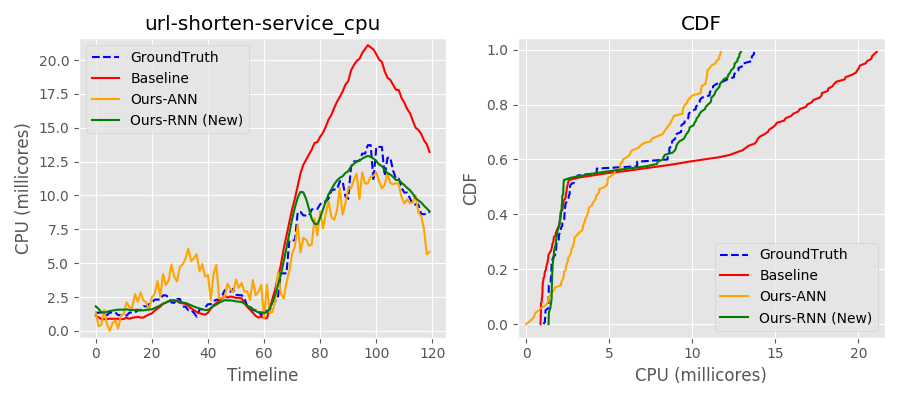 url-shorten-service_cpu
CPU (millicores)
20.0
17.5
15.0
12.5
10.0
7.5
5.0
2.5
0.0
GroundTruth
Baseline
Ours-ANN
Ours-RNN (New)
0 20 40 60 80 100 120
Timeline
CDF
CDF
1.0
0.8
0.6
0.4
0.2
0.0
GroundTruth
Baseline
Ours-ANN
Ours-RNN (New)
0 5 10 15 20
CPU (millicores)